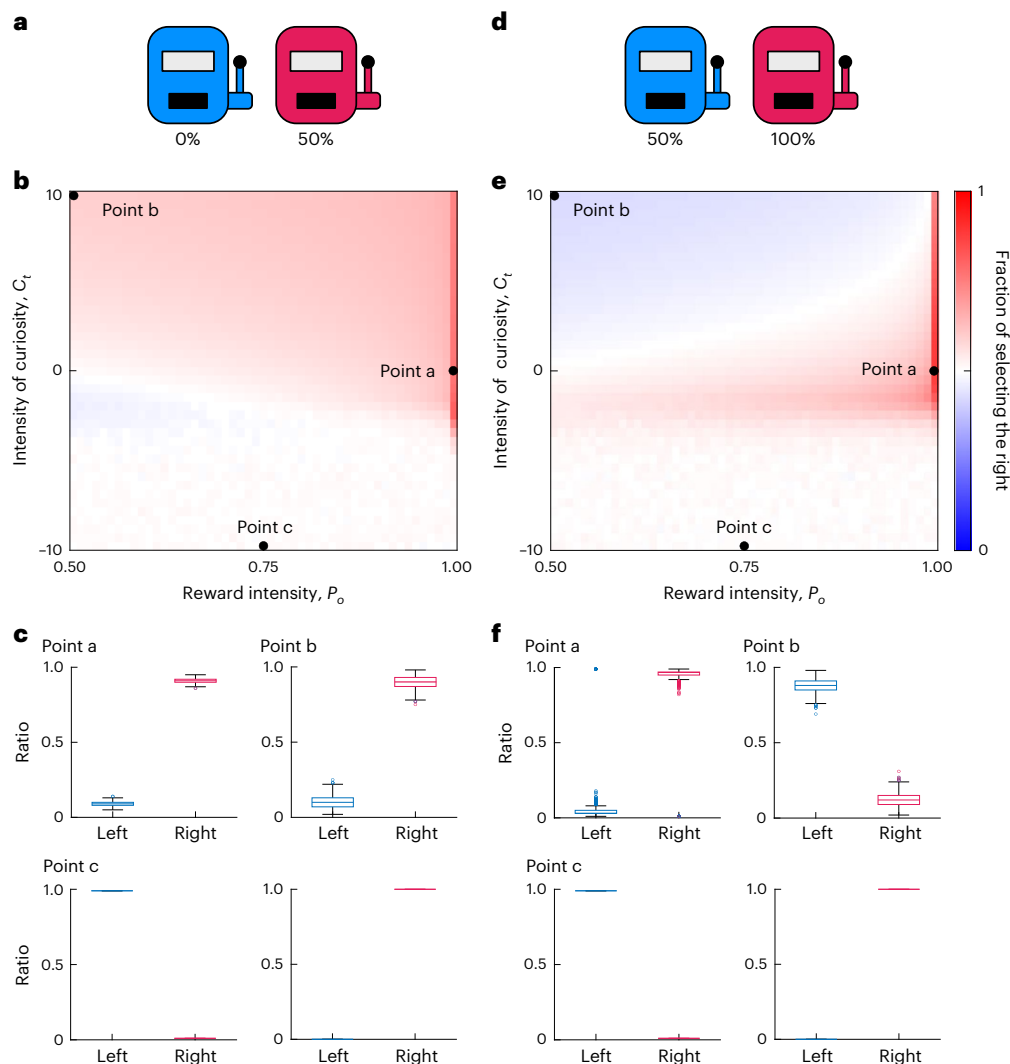 a
0%
50%
b
10
0
–10
Intensity of curiosity, Ct
Point b
Point a
Point c
0.50
0.75
1.00
Reward intensity, Po
c
Point a
Ratio
1.0
0.5
0
Left
Right
Point b
1.0
0.5
0
Left
Right
Point c
Ratio
1.0
0.5
0
Left
Right
1.0
0.5
0
Left
Right
d
50%
100%
e
10
0
–10
Intensity of curiosity, Ct
Point b
Point a
Point c
0.50
0.75
1.00
Reward intensity, Po
1
0
Fraction of selecting the right
f
Point a
Ratio
1.0
0.5
0
Left
Right
Point b
1.0
0.5
0
Left
Right
Point c
Ratio
1.0
0.5
0
Left
Right
1.0
0.5
0
Left
Right